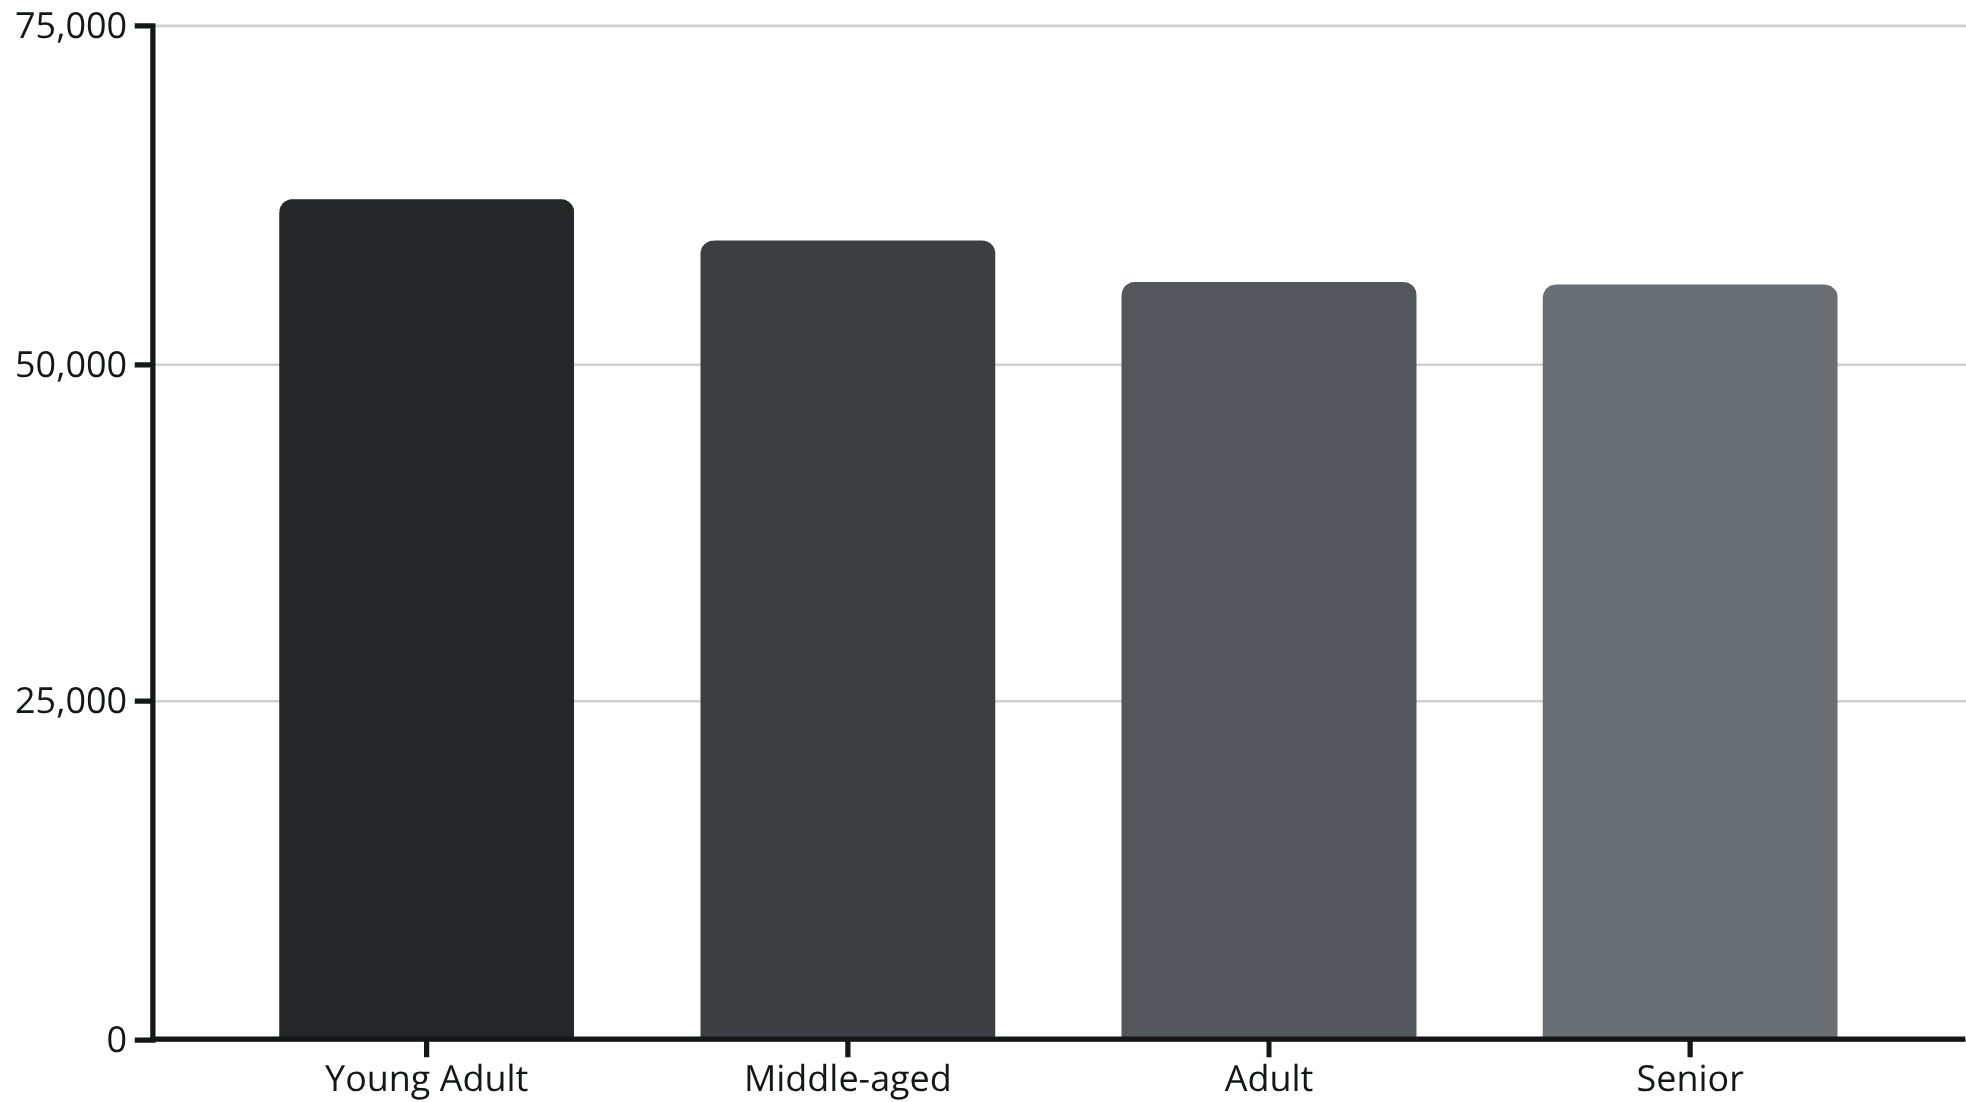 75,000
50,000
25,000
0
Young Adult
Middle-aged
Adult
Senior